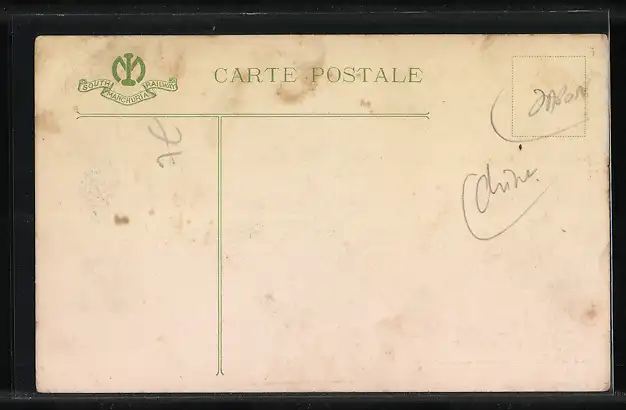 SOUTH MANCHURIA RAILWAY
CARTE POSTALE
JAPON
Chine